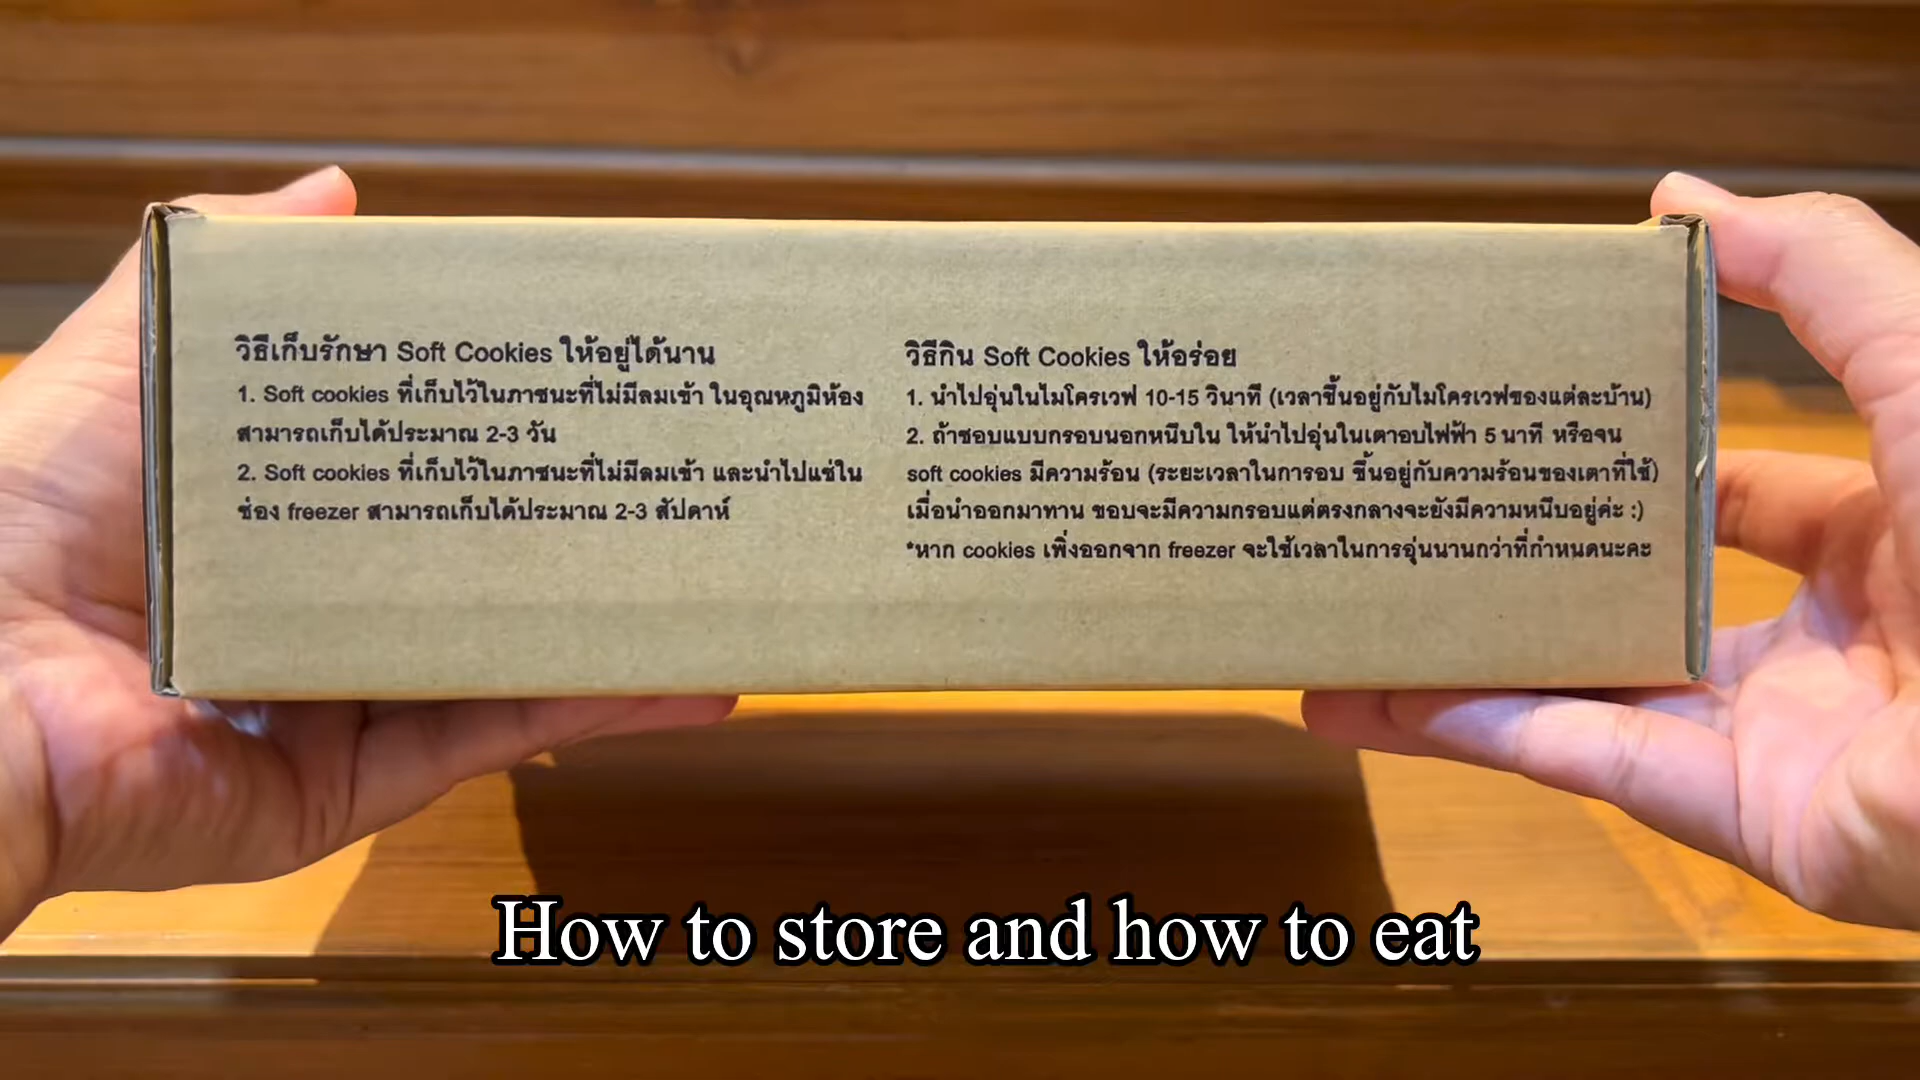 วิธีเก็บรักษา Soft Cookies ให้อยู่ได้นาน
1. Soft cookies ที่เก็บไว้ในภาชนะที่ไม่มีลมเข้า ในอุณหภูมิห้อง
สามารถเก็บได้ประมาณ 2-3 วัน
2. Soft cookies ที่เก็บไว้ในภาชนะที่ไม่มีลมเข้า และนำไปแช่ใน
ช่อง freezer สามารถเก็บได้ประมาณ 2-3 สัปดาห์
วิธีกิน Soft Cookies ให้อร่อย
1. นำไปอุ่นในไมโครเวฟ 10-15 วินาที (เวลาขึ้นอยู่กับไมโครเวฟของแต่ละบ้าน)
2. ถ้าชอบแบบกรอบนอกหนึบใน ให้นำไปอุ่นในเตาอบไฟฟ้า 5 นาที หรือจน
soft cookies มีความร้อน (ระยะเวลาในการอบ ขึ้นอยู่กับความร้อนของเตาที่ใช้)
เมื่อนำออกมาทาน ขอบจะมีความกรอบแต่ตรงกลางจะยังมีความหนึบอยู่ค่ะ :)
*หาก cookies เพิ่งออกจาก freezer จะใช้เวลาในการอุ่นนานกว่าที่กำหนดนะคะ
How to store and how to eat